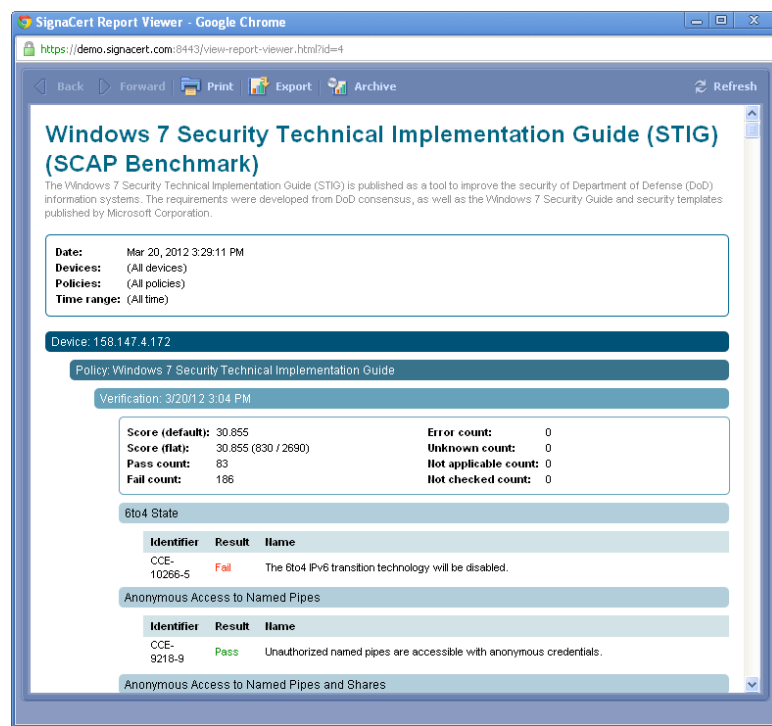 SignaCert Report Viewer - Google Chrome
https://demo.signacert.com:8443/view-report-viewer.html?id=4
Back Forward Print Export Archive Refresh
Windows 7 Security Technical Implementation Guide (STIG)
(SCAP Benchmark)
The Windows 7 Security Technical Implementation Guide (STIG) is published as a tool to improve the security of Department of Defense (DoD)
information systems. The requirements were developed from DoD consensus, as well as the Windows 7 Security Guide and security templates
published by Microsoft Corporation.
Date: Mar 20, 2012 3:29:11 PM
Devices: (All devices)
Policies: (All policies)
Time range: (All time)
Device: 158.147.4.172
Policy: Windows 7 Security Technical Implementation Guide
Verification: 3/20/12 3:04 PM
Score (default): 30.855 Error count: 0
Score (flat): 30.855 (830 / 2690) Unknown count: 0
Pass count: 83 Not applicable count: 0
Fail count: 186 Not checked count: 0
6to4 State
Identifier Result Name
CCE-
10266-5 Fail The 6to4 IPv6 transition technology will be disabled.
Anonymous Access to Named Pipes
Identifier Result Name
CCE-
9218-9 Pass Unauthorized named pipes are accessible with anonymous credentials.
Anonymous Access to Named Pipes and Shares